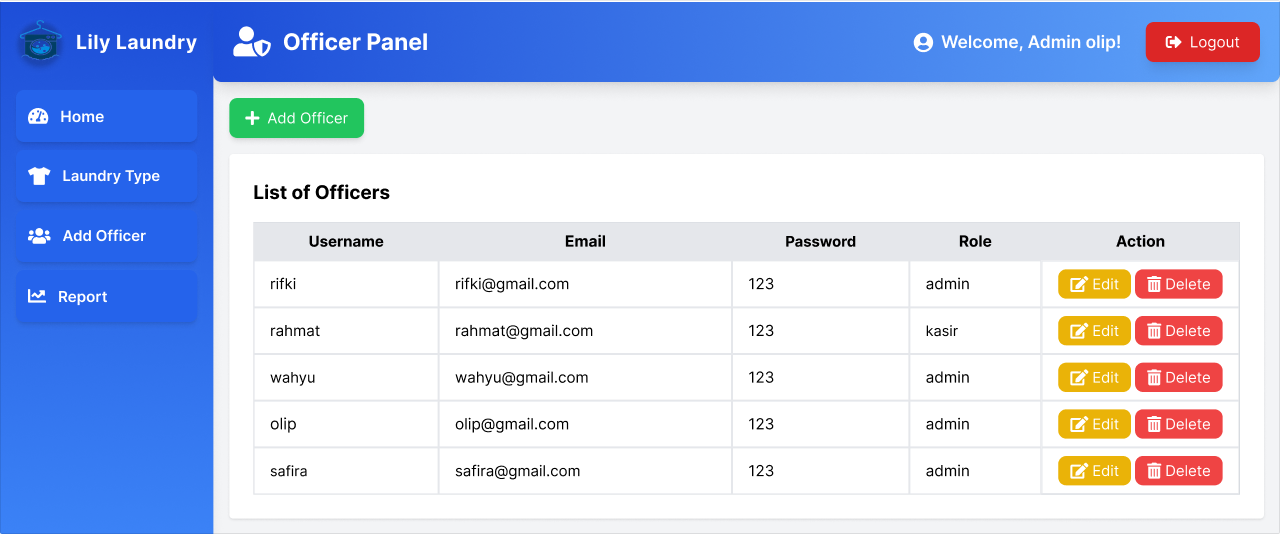 Lily Laundry
Officer Panel
Welcome, Admin olip!
Logout
Home
Laundry Type
Add Officer
Report
Add Officer
List of Officers
Username Email Password Role Action
rifki rifki@gmail.com 123 admin Edit Delete
rahmat rahmat@gmail.com 123 kasir Edit Delete
wahyu wahyu@gmail.com 123 admin Edit Delete
olip olip@gmail.com 123 admin Edit Delete
safira safira@gmail.com 123 admin Edit Delete